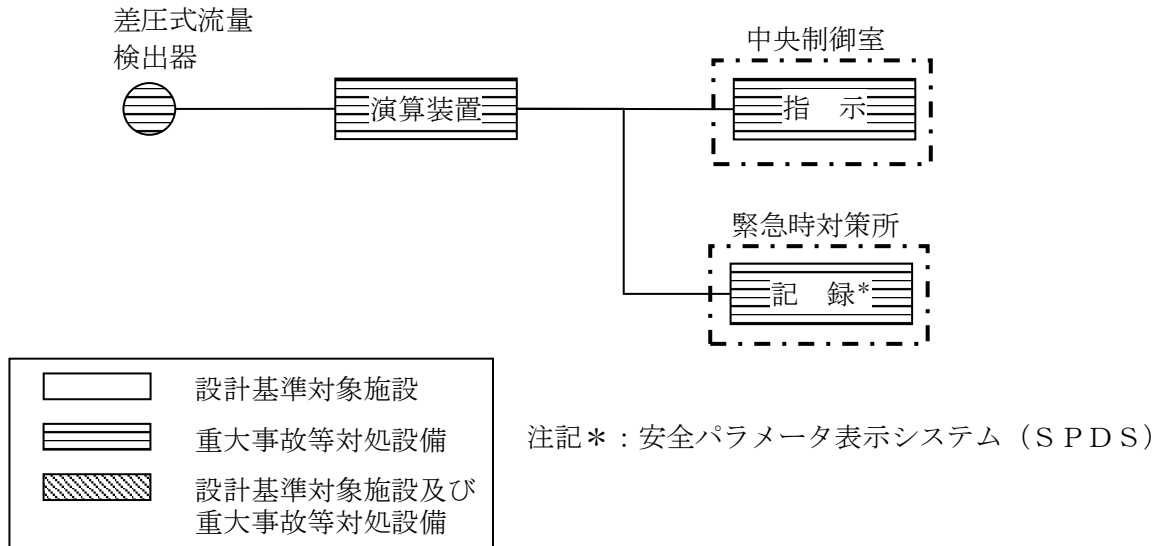 差圧式流量
検出器
中央制御室
演算装置
指　示
緊急時対策所
記　録*
設計基準対象施設
重大事故等対処設備
設計基準対象施設及び
重大事故等対処設備
注記＊：安全パラメータ表示システム（ＳＰＤＳ）